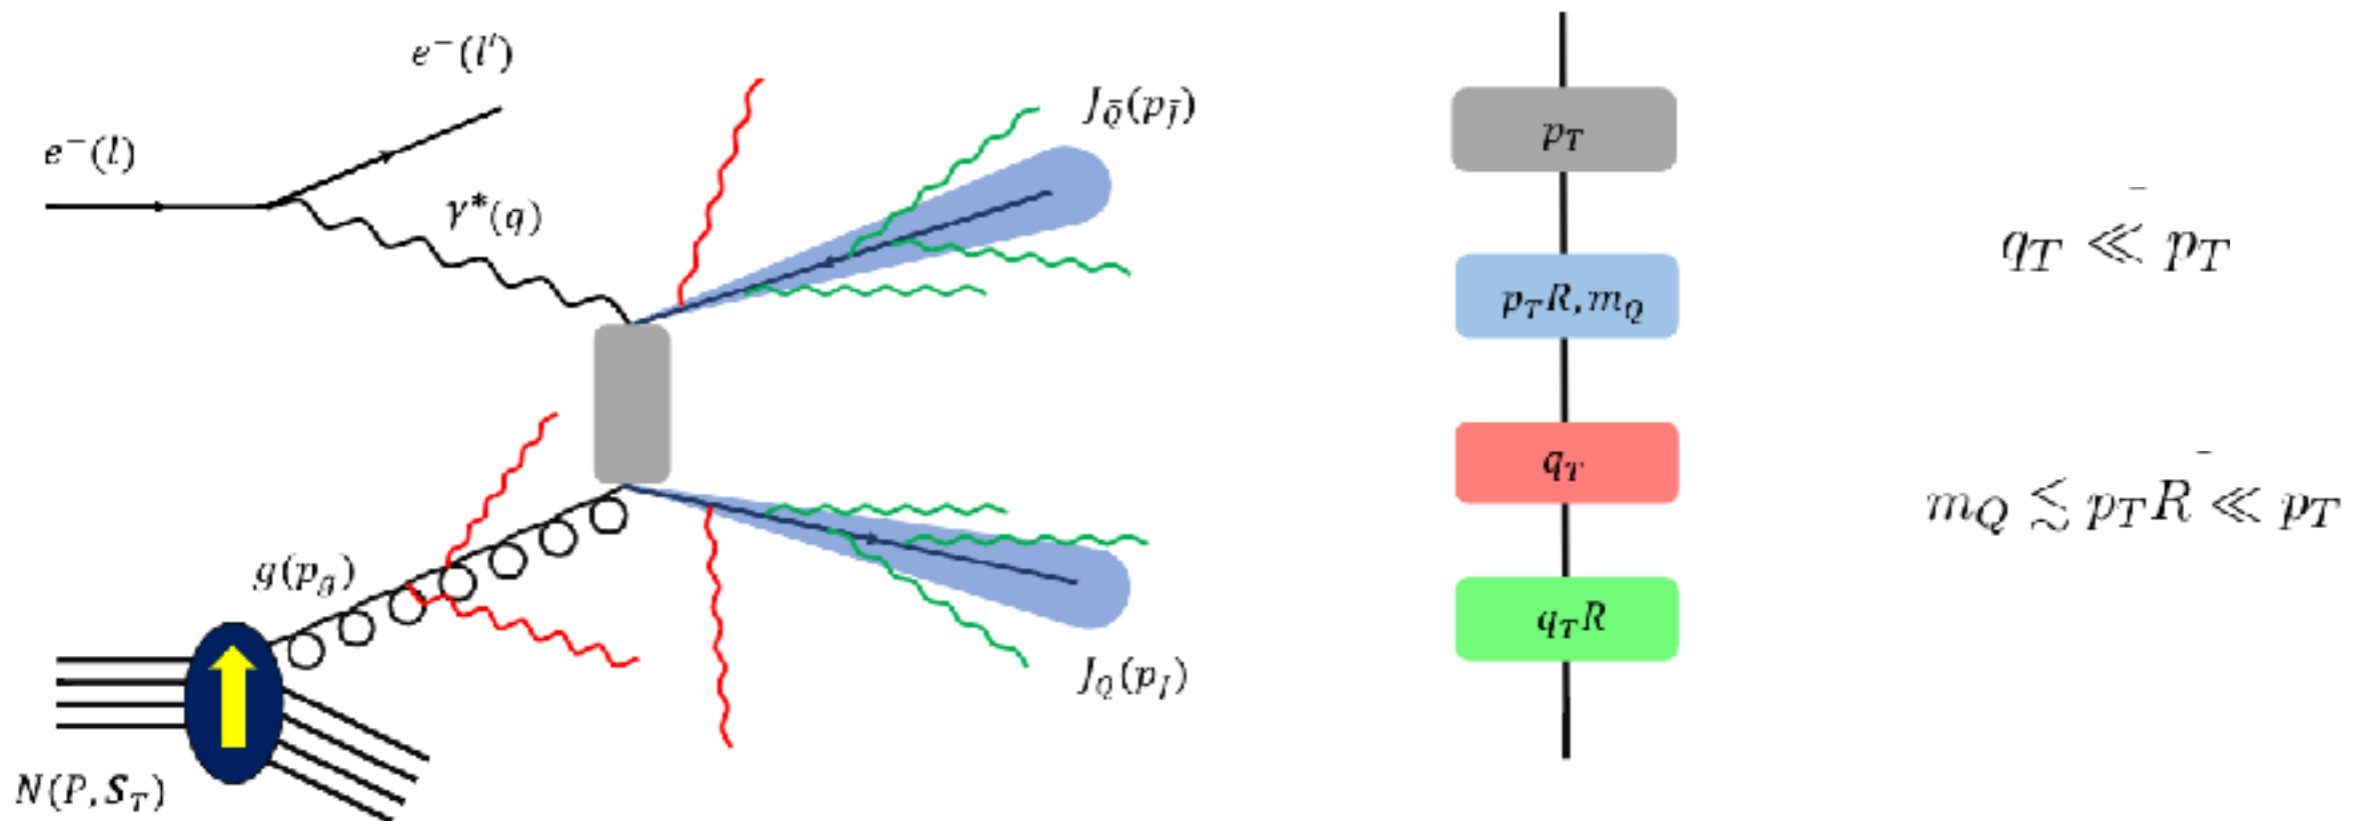 e⁻(l′)
e⁻(l)
γ*(q)
J_Q̄(p_J̄)
g(p_g)
J_Q(p_J)
N(P, S_T)
p_T
p_T R, m_Q
q_T
q_T R
q_T ≪ p_T
m_Q ≲ p_T R ≪ p_T